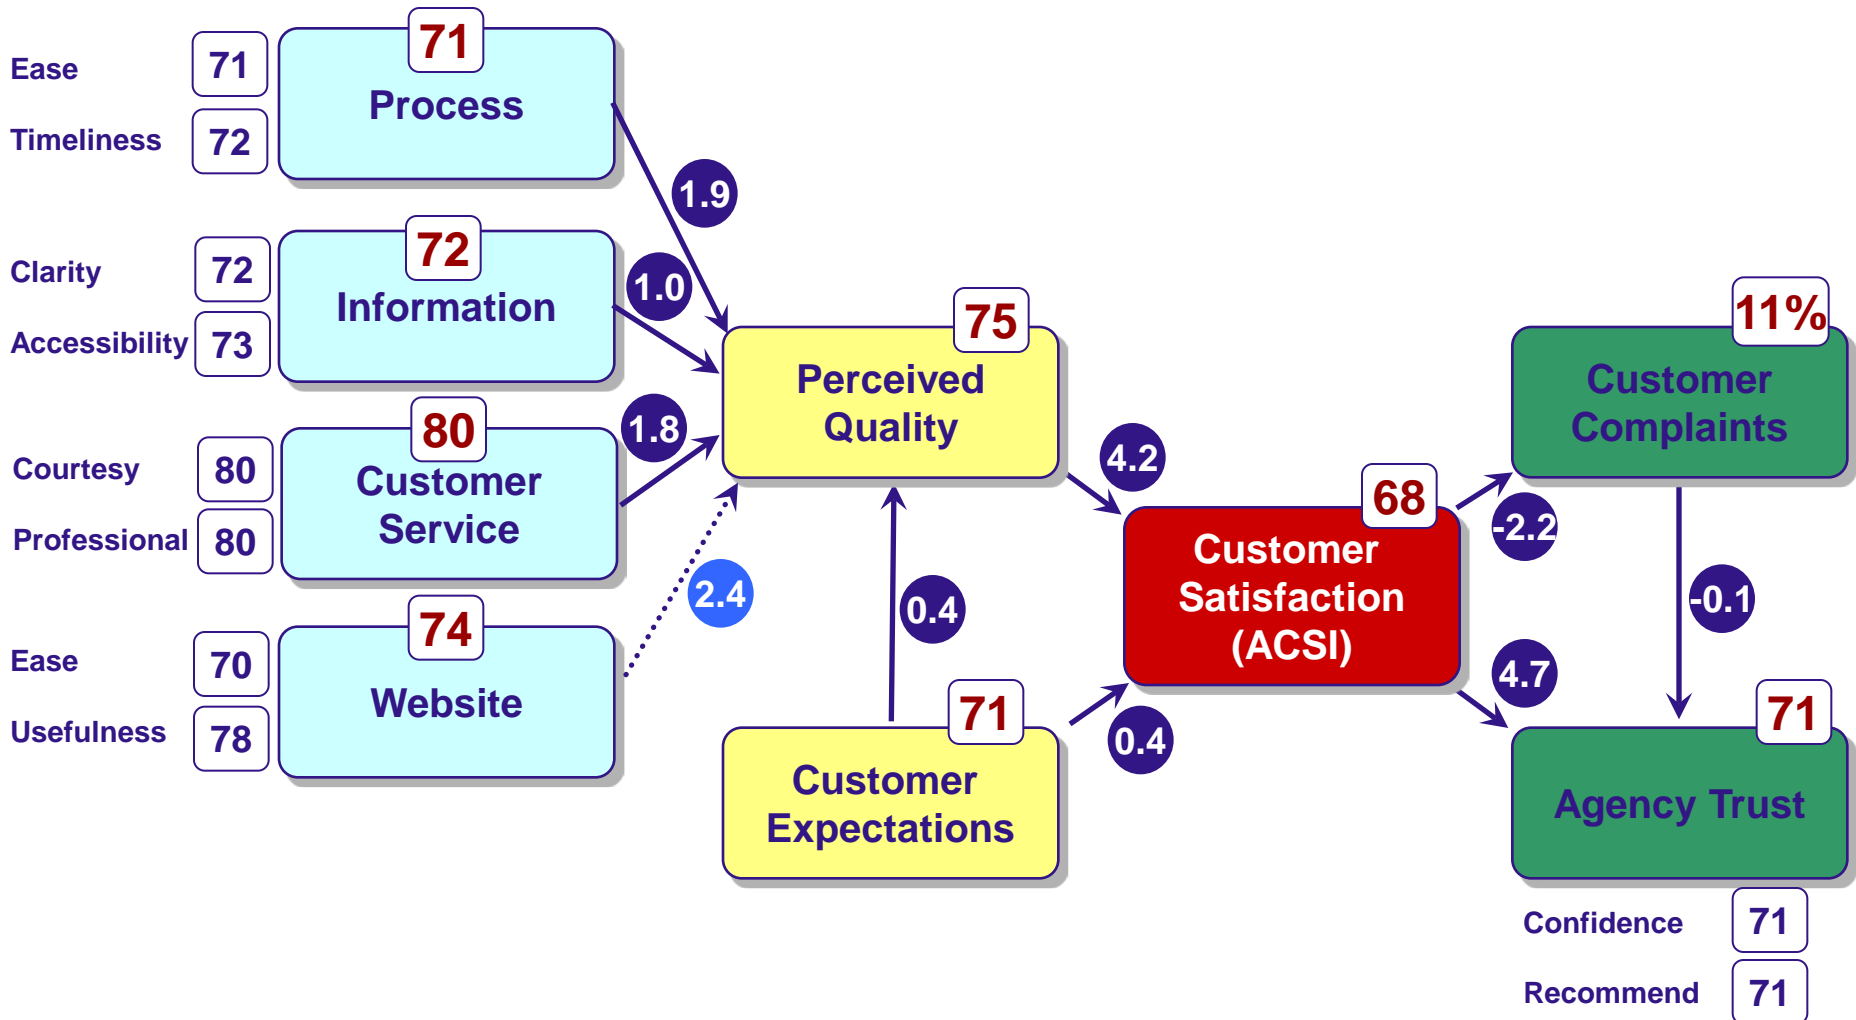 Ease
71
Timeliness
72
71
Process
1.9
Clarity
72
Accessibility
73
72
Information
1.0
Courtesy
80
Professional
80
80
Customer
Service
1.8
Ease
70
Usefulness
78
74
Website
2.4
75
Perceived
Quality
4.2
0.4
71
Customer
Expectations
0.4
68
Customer
Satisfaction
(ACSI)
-2.2
4.7
11%
Customer
Complaints
-0.1
71
Agency Trust
Confidence
71
Recommend
71